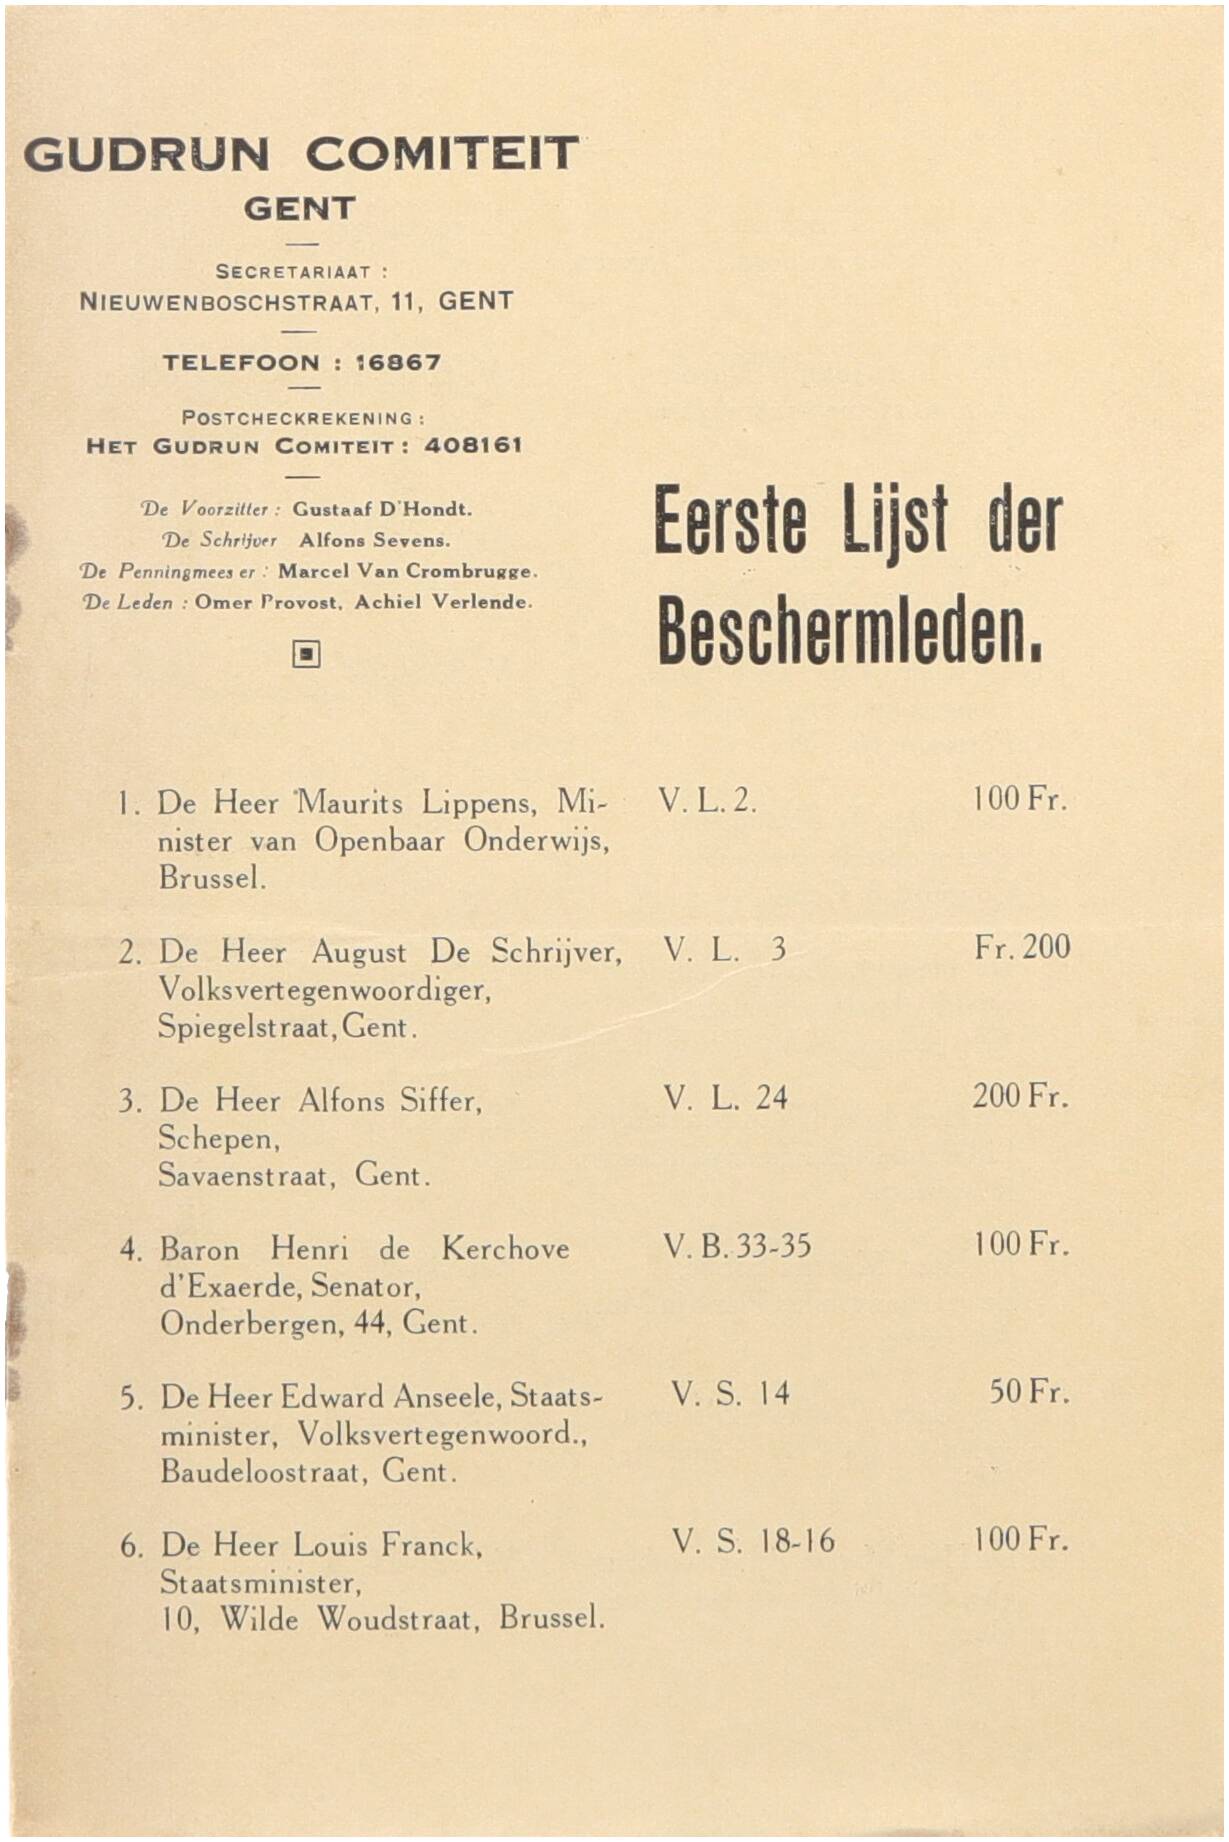 GUDRUN COMITEIT
GENT
SECRETARIAAT :
NIEUWENBOSCHSTRAAT, 11, GENT
TELEFOON : 16867
POSTCHECKREKENING :
HET GUDRUN COMITEIT : 408161
De Voorzitter : Gustaaf D'Hondt.
De Schrijver Alfons Sevens.
De Penningmees er : Marcel Van Crombrugge.
De Leden : Omer Provost, Achiel Verlende.
Eerste Lijst der
Beschermleden.
1. De Heer Maurits Lippens, Mi- V. L. 2. 100 Fr.
nister van Openbaar Onderwijs,
Brussel.
2. De Heer August De Schrijver, V. L. 3 Fr. 200
Volksvertegenwoordiger,
Spiegelstraat, Gent.
3. De Heer Alfons Siffer, V. L. 24 200 Fr.
Schepen,
Savaenstraat, Gent.
4. Baron Henri de Kerchove V. B. 33-35 100 Fr.
d'Exaerde, Senator,
Onderbergen, 44, Gent.
5. De Heer Edward Anseele, Staats- V. S. 14 50 Fr.
minister, Volksvertegenwoord.,
Baudeloostraat, Gent.
6. De Heer Louis Franck, V. S. 18-16 100 Fr.
Staatsminister,
10, Wilde Woudstraat, Brussel.